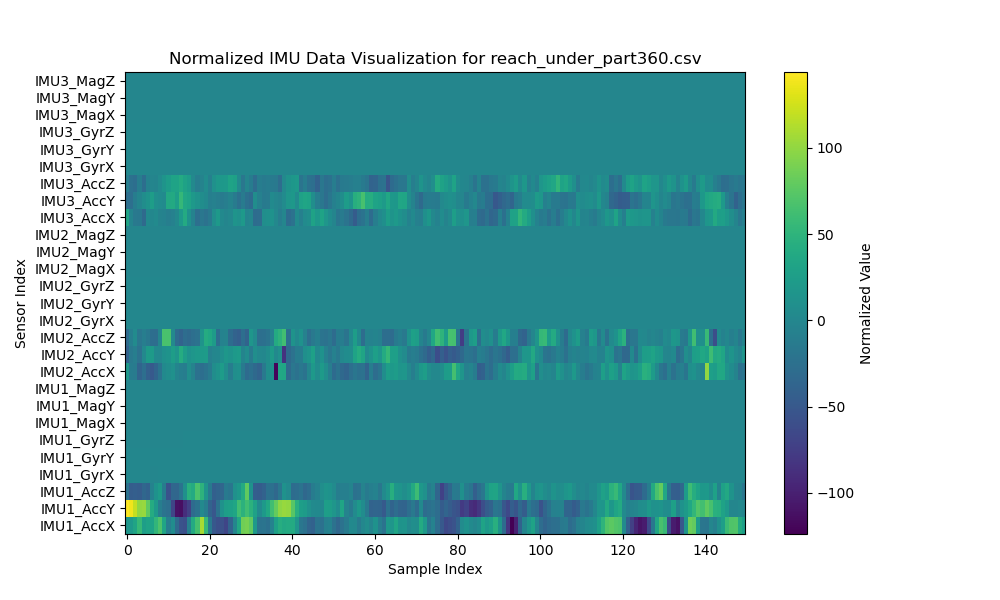 Normalized IMU Data Visualization for reach_under_part360.csv
IMU3_MagZ
IMU3_MagY
IMU3_MagX
IMU3_GyrZ
IMU3_GyrY
IMU3_GyrX
IMU3_AccZ
IMU3_AccY
IMU3_AccX
IMU2_MagZ
IMU2_MagY
IMU2_MagX
IMU2_GyrZ
IMU2_GyrY
IMU2_GyrX
IMU2_AccZ
IMU2_AccY
IMU2_AccX
IMU1_MagZ
IMU1_MagY
IMU1_MagX
IMU1_GyrZ
IMU1_GyrY
IMU1_GyrX
IMU1_AccZ
IMU1_AccY
IMU1_AccX
Sensor Index
0 20 40 60 80 100 120 140
Sample Index
100
50
0
−50
−100
Normalized Value